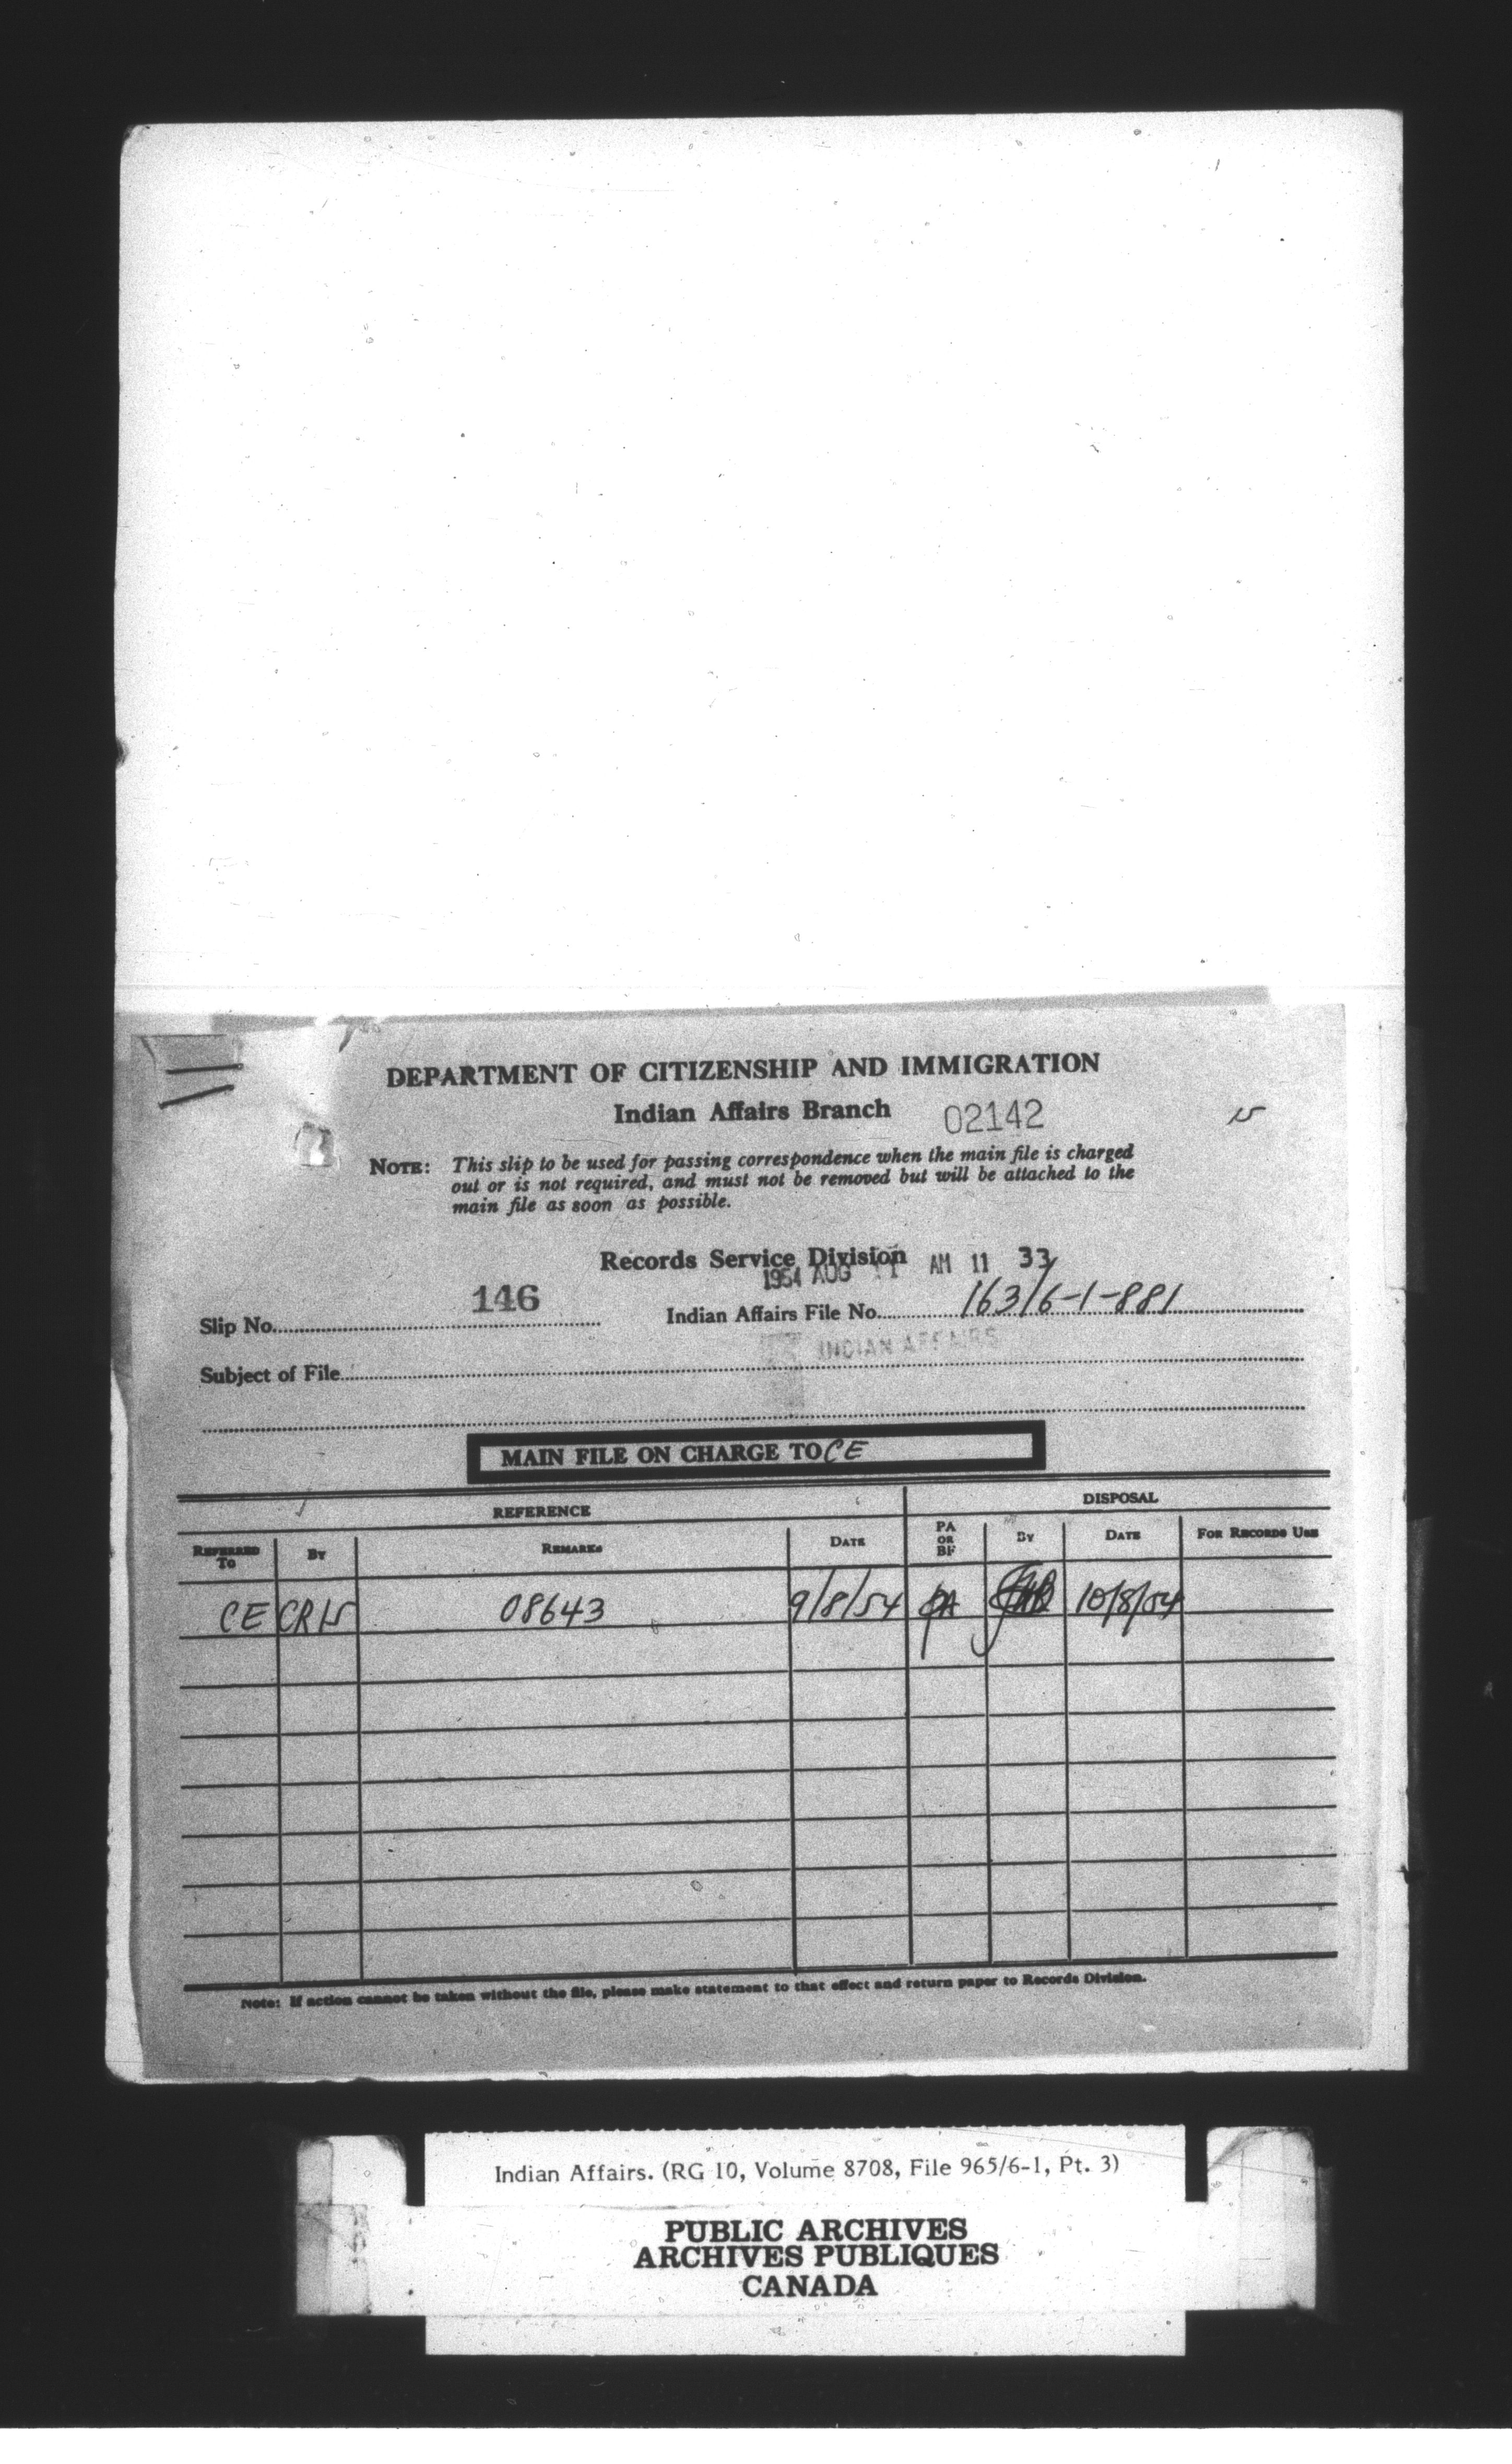 DEPARTMENT OF CITIZENSHIP AND IMMIGRATION
Indian Affairs Branch 02142
NOTE: This slip to be used for passing correspondence when the main file is charged
out or is not required, and must not be removed but will be attached to the
main file as soon as possible.
Records Service Division
1954 AUG 11 AM 11 33
Slip No. 146 Indian Affairs File No. 163/6-1-881
INDIAN AFFAIRS
Subject of File
MAIN FILE ON CHARGE TO CE
REFERENCE DISPOSAL
REFERRED TO BY REMARKS DATE PA OR BF BY DATE FOR RECORDS USE
CE CR 08643 9/8/54 PA 10/8/54
Note: If action cannot be taken without the file, please make statement to that effect and return paper to Records Division.
Indian Affairs. (RG 10, Volume 8708, File 965/6-1, Pt. 3)
PUBLIC ARCHIVES
ARCHIVES PUBLIQUES
CANADA